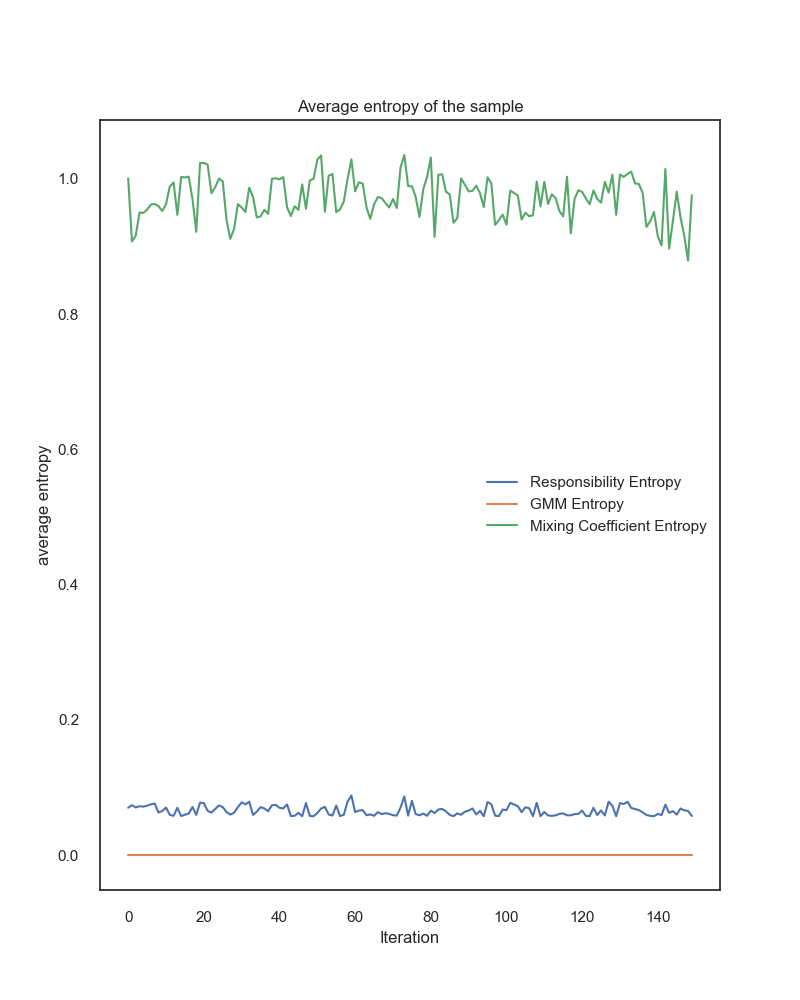 Average entropy of the sample
1.0
0.8
0.6
0.4
0.2
0.0
average entropy
Responsibility Entropy
GMM Entropy
Mixing Coefficient Entropy
0 20 40 60 80 100 120 140
Iteration